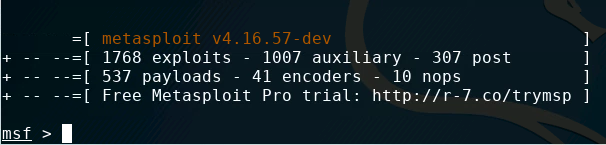 =[ metasploit v4.16.57-dev ]
+ -- --=[ 1768 exploits - 1007 auxiliary - 307 post ]
+ -- --=[ 537 payloads - 41 encoders - 10 nops ]
+ -- --=[ Free Metasploit Pro trial: http://r-7.co/trymsp ]
msf >